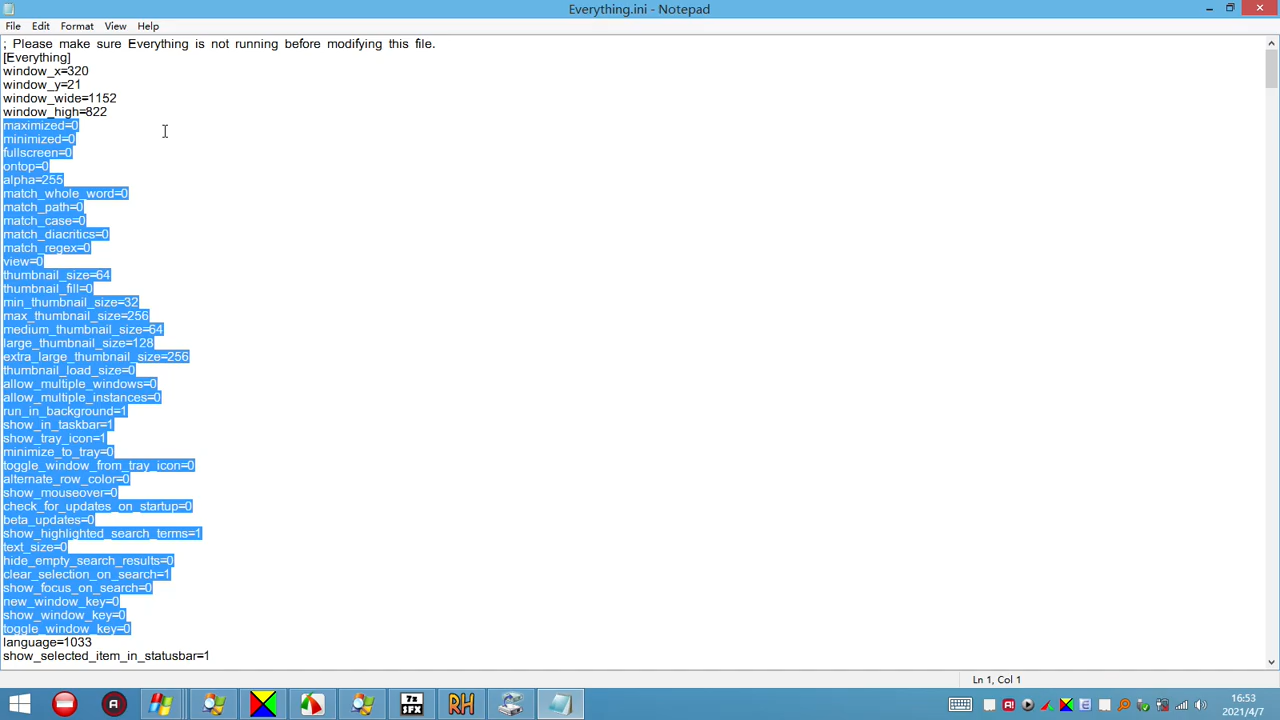 Everything.ini - Notepad
File Edit Format View Help
; Please make sure Everything is not running before modifying this file.
[Everything]
window_x=320
window_y=21
window_wide=1152
window_high=822
maximized=0
minimized=0
fullscreen=0
ontop=0
alpha=255
match_whole_word=0
match_path=0
match_case=0
match_diacritics=0
match_regex=0
view=0
thumbnail_size=64
thumbnail_fill=0
min_thumbnail_size=32
max_thumbnail_size=256
medium_thumbnail_size=64
large_thumbnail_size=128
extra_large_thumbnail_size=256
thumbnail_load_size=0
allow_multiple_windows=0
allow_multiple_instances=0
run_in_background=1
show_in_taskbar=1
show_tray_icon=1
minimize_to_tray=0
toggle_window_from_tray_icon=0
alternate_row_color=0
show_mouseover=0
check_for_updates_on_startup=0
beta_updates=0
show_highlighted_search_terms=1
text_size=0
hide_empty_search_results=0
clear_selection_on_search=1
show_focus_on_search=0
new_window_key=0
show_window_key=0
toggle_window_key=0
language=1033
show_selected_item_in_statusbar=1
Ln 1, Col 1
7z SFX
RH
16:53
2021/4/7